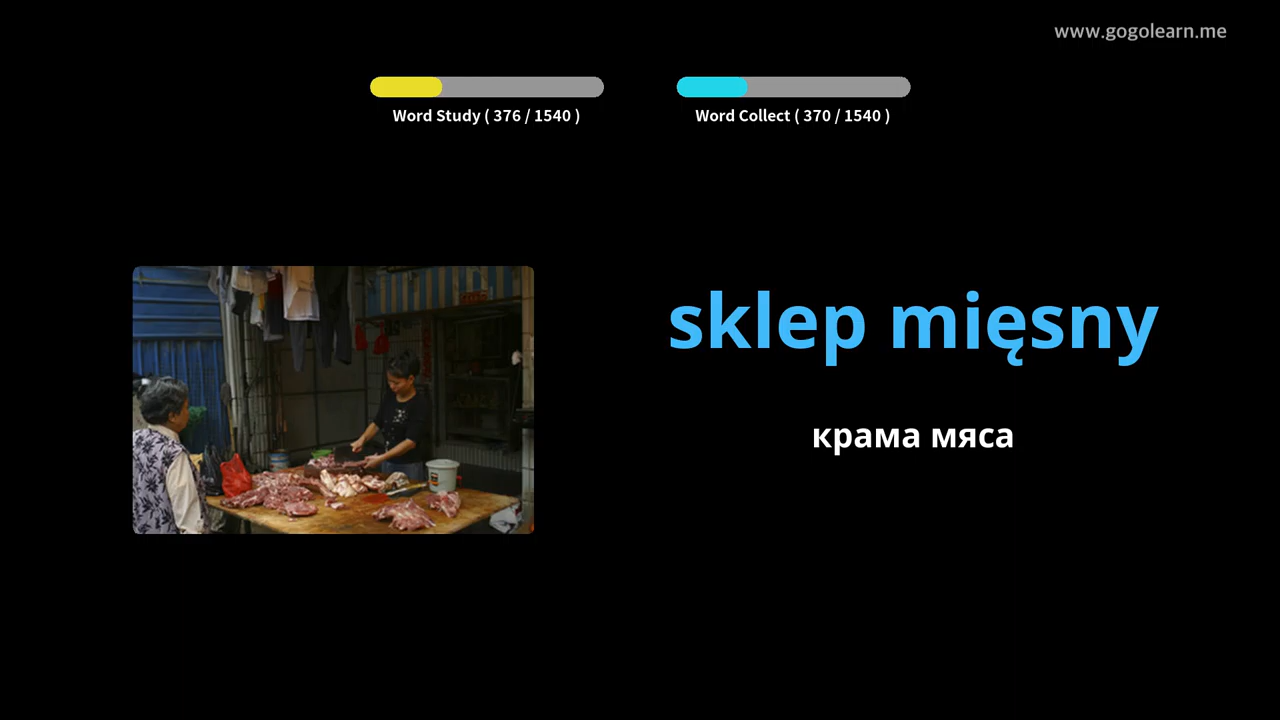 www.gogolearn.me
Word Study ( 376 / 1540 )
Word Collect ( 370 / 1540 )
sklep mięsny
крама мяса